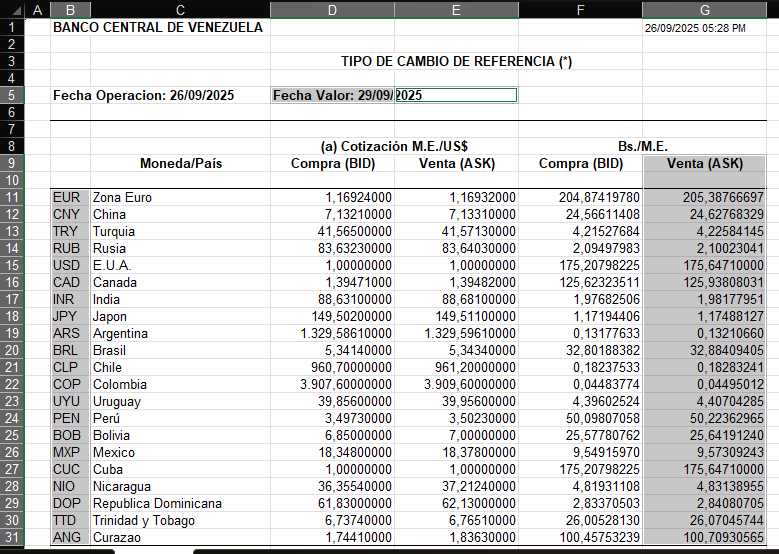 A B C D E F G
1 BANCO CENTRAL DE VENEZUELA 26/09/2025 05:28 PM
2
3 TIPO DE CAMBIO DE REFERENCIA (*)
4
5 Fecha Operacion: 26/09/2025 Fecha Valor: 29/09/2025
6
7
8 (a) Cotización M.E./US$ Bs./M.E.
9 Moneda/País Compra (BID) Venta (ASK) Compra (BID) Venta (ASK)
10
11 EUR Zona Euro 1,16924000 1,16932000 204,87419780 205,38766697
12 CNY China 7,13210000 7,13310000 24,56611408 24,62768329
13 TRY Turquia 41,56500000 41,57130000 4,21527684 4,22584145
14 RUB Rusia 83,63230000 83,64030000 2,09497983 2,10023041
15 USD E.U.A. 1,00000000 1,00000000 175,20798225 175,64710000
16 CAD Canada 1,39471000 1,39482000 125,62323511 125,93808031
17 INR India 88,63100000 88,68100000 1,97682506 1,98177951
18 JPY Japon 149,50200000 149,51100000 1,17194406 1,17488127
19 ARS Argentina 1.329,58610000 1.329,59610000 0,13177633 0,13210660
20 BRL Brasil 5,34140000 5,34340000 32,80188382 32,88409405
21 CLP Chile 960,70000000 961,20000000 0,18237533 0,18283241
22 COP Colombia 3.907,60000000 3.909,60000000 0,04483774 0,04495012
23 UYU Uruguay 39,85600000 39,95600000 4,39602524 4,40704285
24 PEN Perú 3,49730000 3,50230000 50,09807058 50,22362965
25 BOB Bolivia 6,85000000 7,00000000 25,57780762 25,64191240
26 MXP Mexico 18,34800000 18,37800000 9,54915970 9,57309243
27 CUC Cuba 1,00000000 1,00000000 175,20798225 175,64710000
28 NIO Nicaragua 36,35540000 37,21240000 4,81931108 4,83138955
29 DOP Republica Dominicana 61,83000000 62,13000000 2,83370503 2,84080705
30 TTD Trinidad y Tobago 6,73740000 6,76510000 26,00528130 26,07045744
31 ANG Curazao 1,74410000 1,83630000 100,45753239 100,70930565